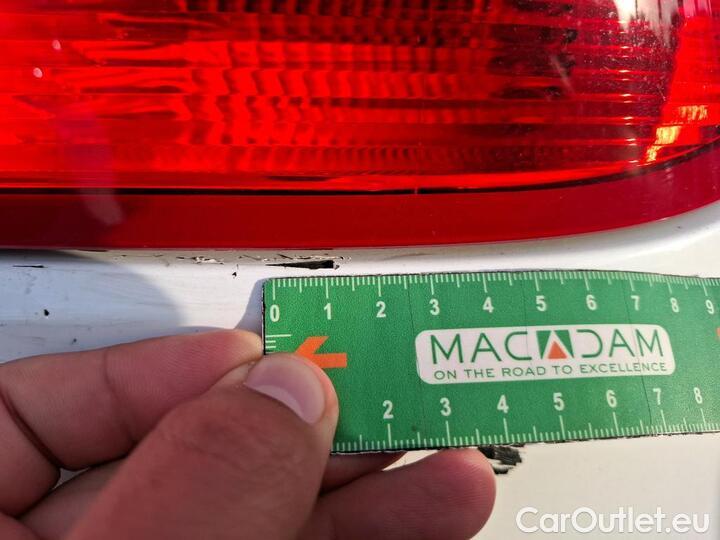 0 1 2 3 4 5 6 7 8 9
MACADAM
ON THE ROAD TO EXCELLENCE
2 3 4 5 6 7 8
CarOutlet.eu